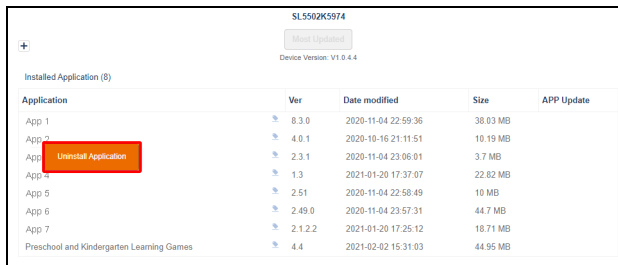 SL5502K5974
+
Most Updated
Device Version: V1.0.4.4
Installed Application (8)
Application Ver Date modified Size APP Update
App 1 8.3.0 2020-11-04 22:59:36 38.03 MB
App 2 4.0.1 2020-10-16 21:11:51 10.19 MB
App Uninstall Application 2.3.1 2020-11-04 23:06:01 3.7 MB
App 4 1.3 2021-01-20 17:37:07 22.82 MB
App 5 2.51 2020-11-04 22:58:49 10 MB
App 6 2.49.0 2020-11-04 23:57:31 44.7 MB
App 7 2.1.2.2 2021-01-20 17:25:12 18.71 MB
Preschool and Kindergarten Learning Games 4.4 2021-02-02 15:31:03 44.95 MB